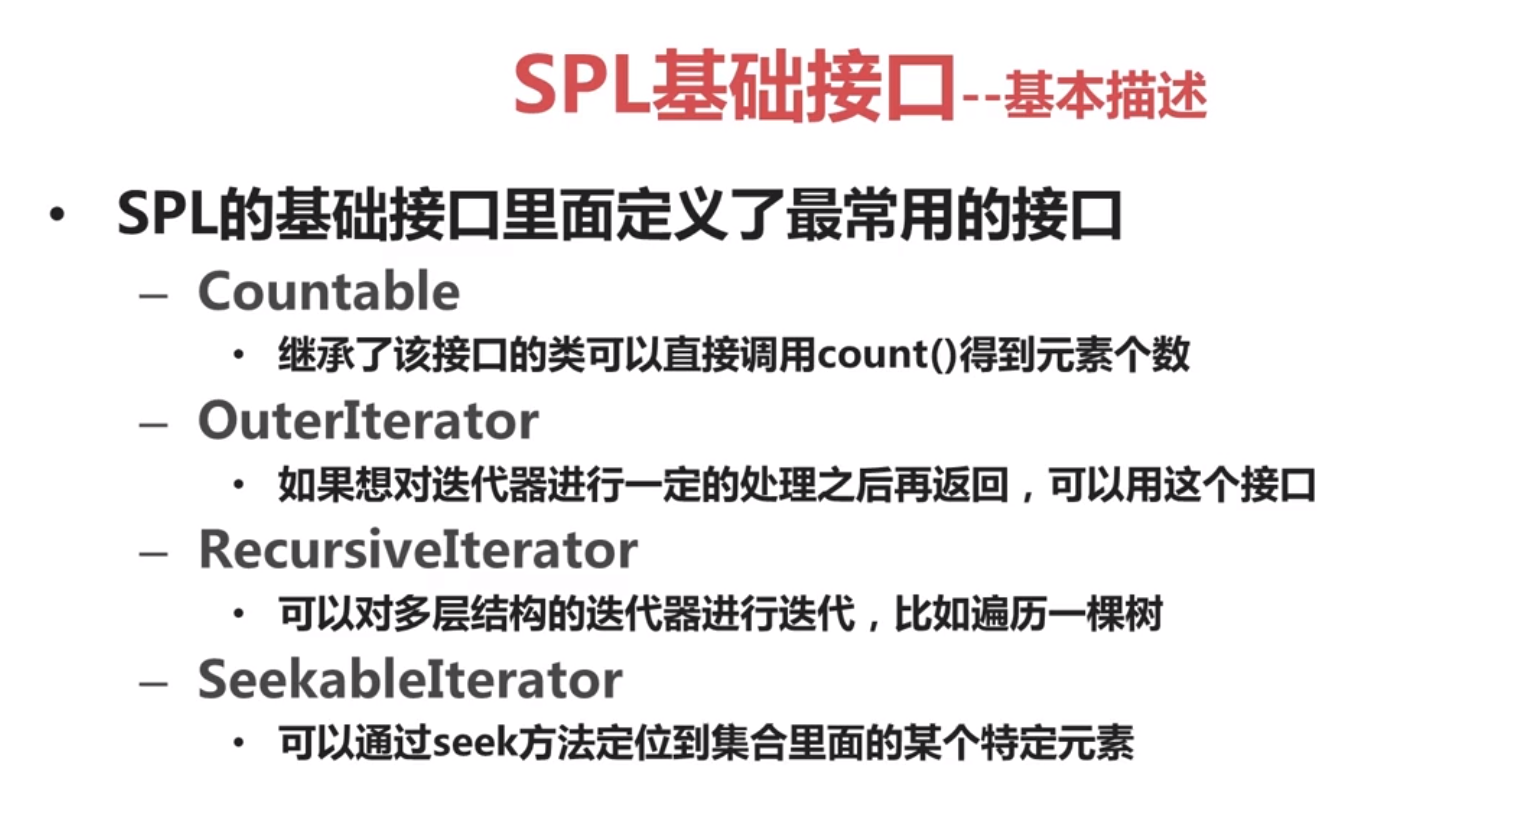 SPL基础接口--基本描述
• SPL的基础接口里面定义了最常用的接口
– Countable
• 继承了该接口的类可以直接调用count()得到元素个数
– OuterIterator
• 如果想对迭代器进行一定的处理之后再返回，可以用这个接口
– RecursiveIterator
• 可以对多层结构的迭代器进行迭代，比如遍历一棵树
– SeekableIterator
• 可以通过seek方法定位到集合里面的某个特定元素